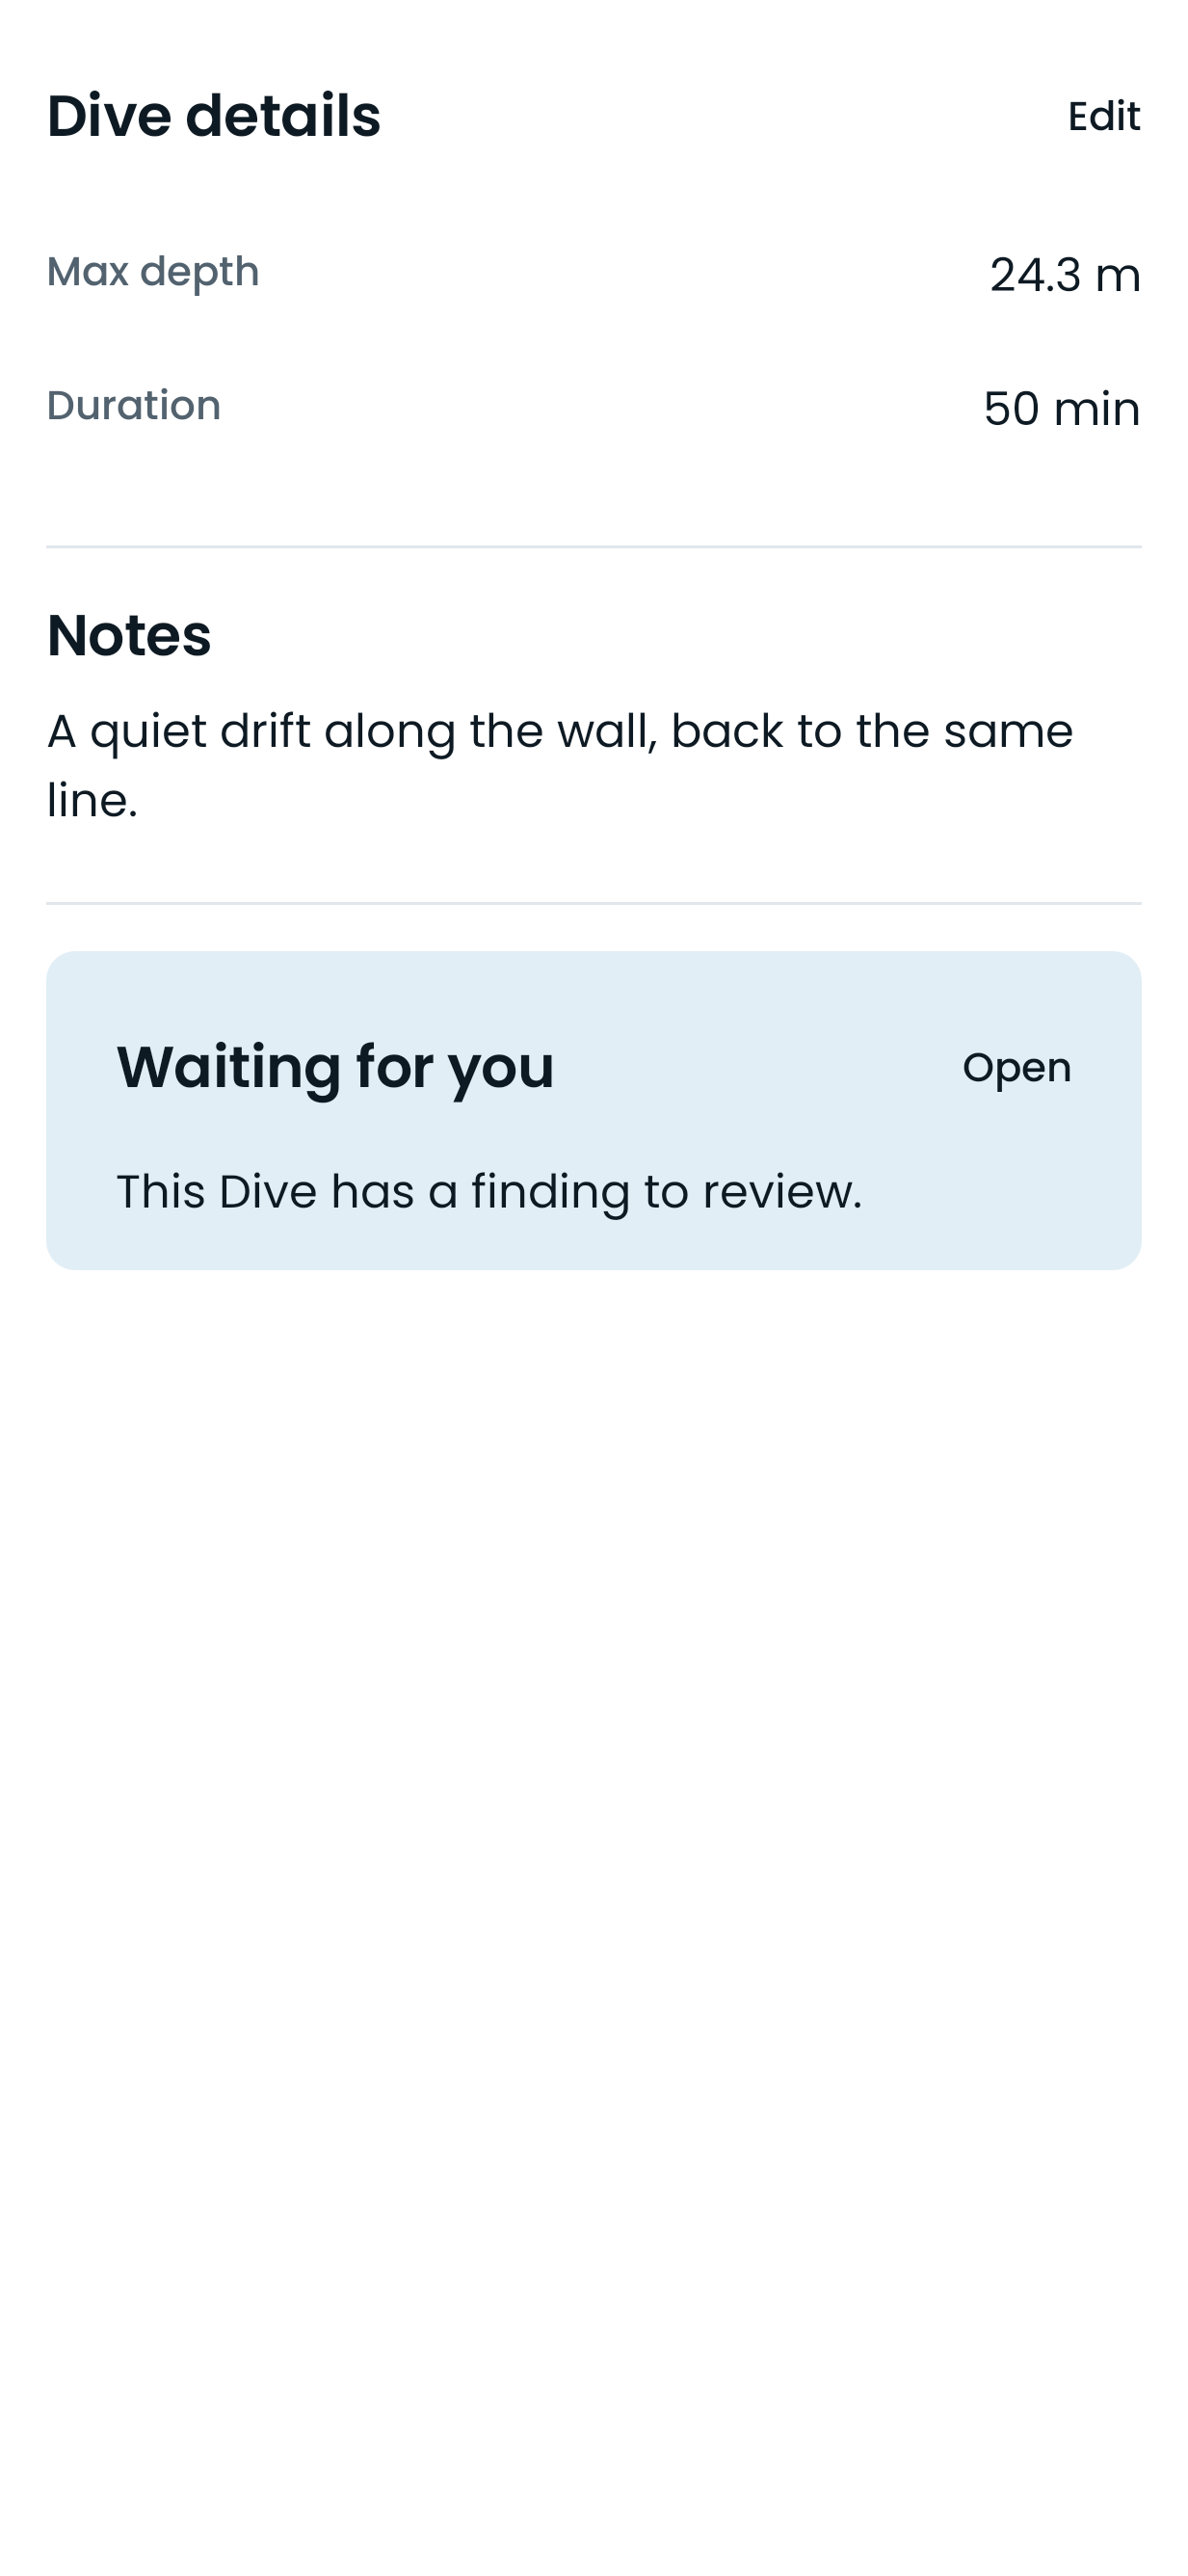 Dive details
Edit
Max depth
24.3 m
Duration
50 min
Notes
A quiet drift along the wall, back to the same
line.
Waiting for you
Open
This Dive has a finding to review.